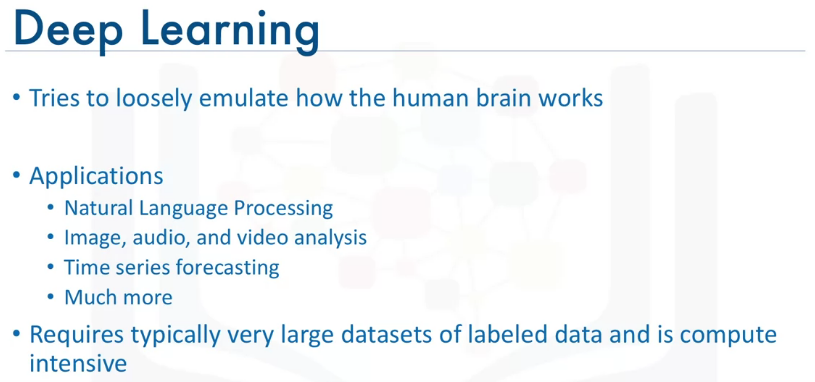 Deep Learning
• Tries to loosely emulate how the human brain works
• Applications
• Natural Language Processing
• Image, audio, and video analysis
• Time series forecasting
• Much more
• Requires typically very large datasets of labeled data and is compute
intensive